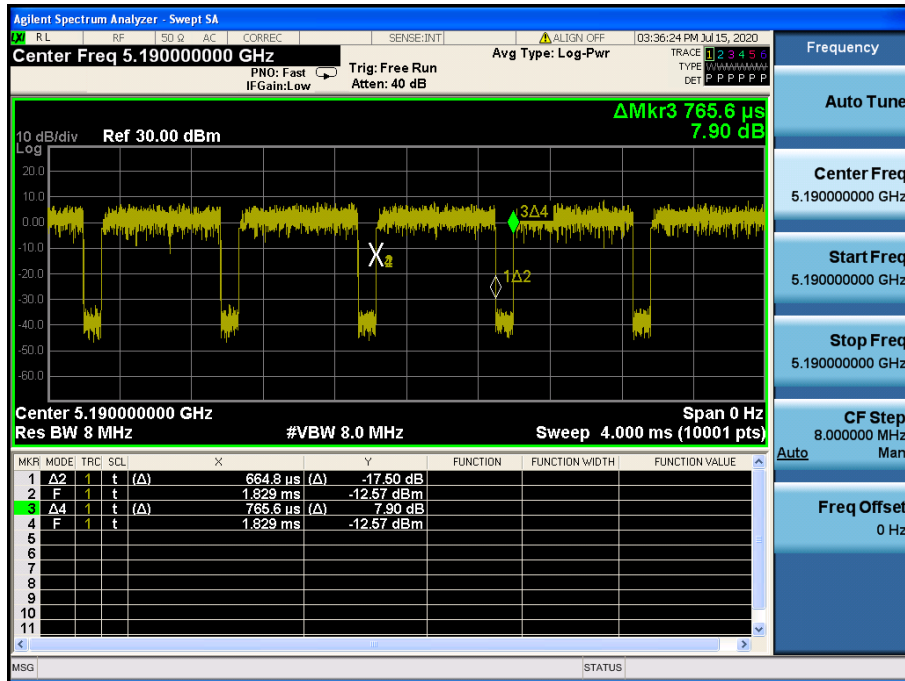 Agilent Spectrum Analyzer - Swept SA
LXI RL RF 50 Ω AC CORREC SENSE:INT ALIGN OFF 03:36:24 PM Jul 15, 2020
Center Freq 5.190000000 GHz Avg Type: Log-Pwr TRACE 1 2 3 4 5 6
PNO: Fast Trig: Free Run TYPE WWWWWW
IFGain:Low Atten: 40 dB DET P P P P P P
ΔMkr3 765.6 µs
10 dB/div Ref 30.00 dBm 7.90 dB
Log
20.0
10.0
0.00
-10.0
-20.0
-30.0
-40.0
-50.0
-60.0
3Δ4
X
1Δ2
Center 5.190000000 GHz Span 0 Hz
Res BW 8 MHz #VBW 8.0 MHz Sweep 4.000 ms (10001 pts)
MKR MODE TRC SCL X Y FUNCTION FUNCTION WIDTH FUNCTION VALUE
1 Δ2 1 t (Δ) 664.8 µs (Δ) -17.50 dB
2 F 1 t 1.829 ms -12.57 dBm
3 Δ4 1 t (Δ) 765.6 µs (Δ) 7.90 dB
4 F 1 t 1.829 ms -12.57 dBm
5
6
7
8
9
10
11
MSG STATUS
Frequency
Auto Tune
Center Freq
5.190000000 GHz
Start Freq
5.190000000 GHz
Stop Freq
5.190000000 GHz
CF Step
8.000000 MHz
Auto Man
Freq Offset
0 Hz